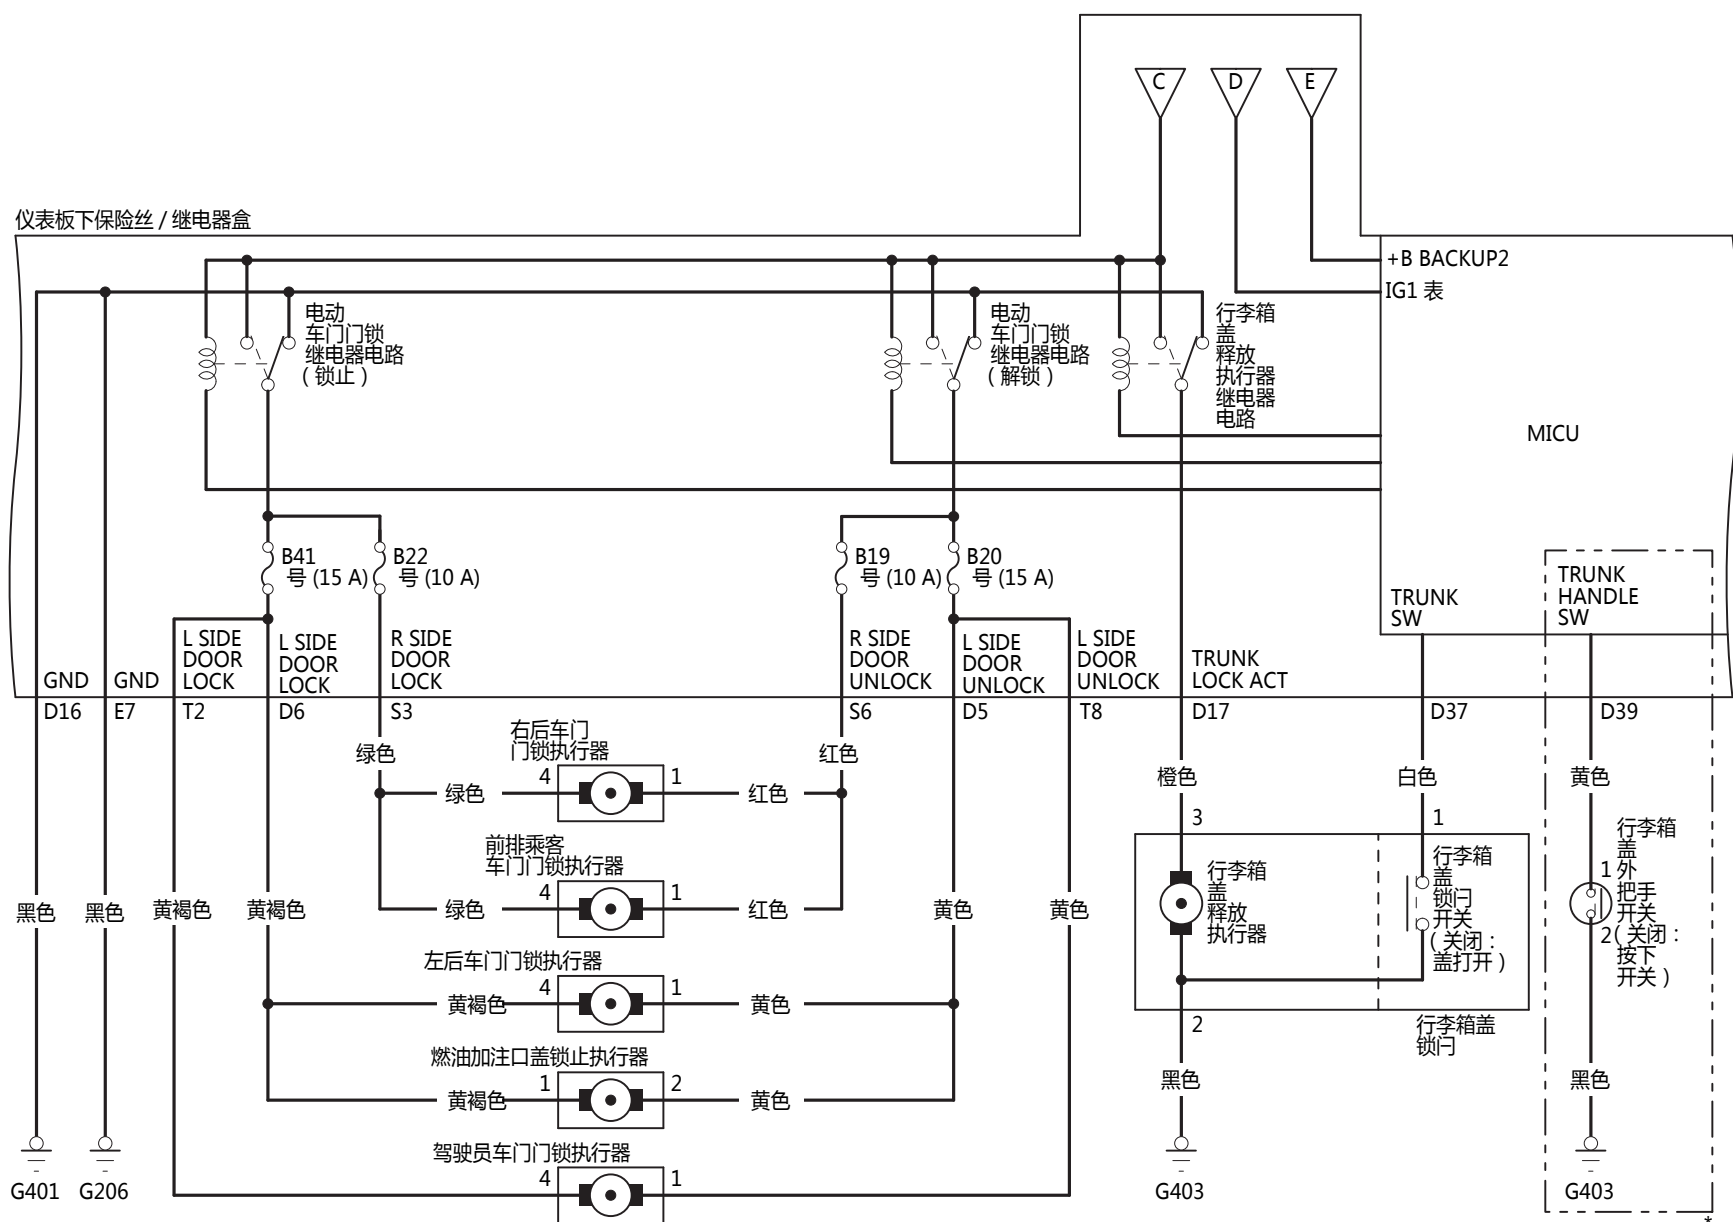 C
D
E
仪表板下保险丝 / 继电器盒
+B BACKUP2
IG1 表
电动
车门门锁
继电器电路
( 锁止 )
电动
车门门锁
继电器电路
( 解锁 )
行李箱
盖
释放
执行器
继电器
电路
MICU
B41
号 (15 A)
B22
号 (10 A)
B19
号 (10 A)
B20
号 (15 A)
TRUNK
SW
TRUNK
HANDLE
SW
GND
GND
L SIDE
DOOR
LOCK
L SIDE
DOOR
LOCK
R SIDE
DOOR
LOCK
R SIDE
DOOR
UNLOCK
L SIDE
DOOR
UNLOCK
L SIDE
DOOR
UNLOCK
TRUNK
LOCK ACT
D16
E7
T2
D6
S3
S6
D5
T8
D17
D37
D39
绿色
右后车门
门锁执行器
红色
4
1
绿色
红色
橙色
白色
黄色
前排乘客
车门门锁执行器
4
1
绿色
红色
3
1
行李箱
盖
释放
执行器
行李箱
盖
锁闩
开关
( 关闭 :
盖打开 )
行李箱
盖
1 外
把手
开关
2( 关闭 :
按下
开关 )
黑色
黑色
黄褐色
黄褐色
黄色
黄色
左后车门门锁执行器
4
1
黄褐色
黄色
2
行李箱盖
锁闩
燃油加注口盖锁止执行器
1
2
黄褐色
黄色
黑色
黑色
驾驶员车门门锁执行器
4
1
G401
G206
G403
G403
*